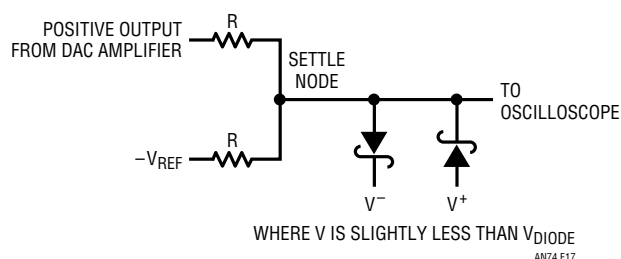 POSITIVE OUTPUT
FROM DAC AMPLIFIER
R
SETTLE
NODE
TO
OSCILLOSCOPE
R
–VREF
V–
V+
WHERE V IS SLIGHTLY LESS THAN VDIODE
AN74 F17